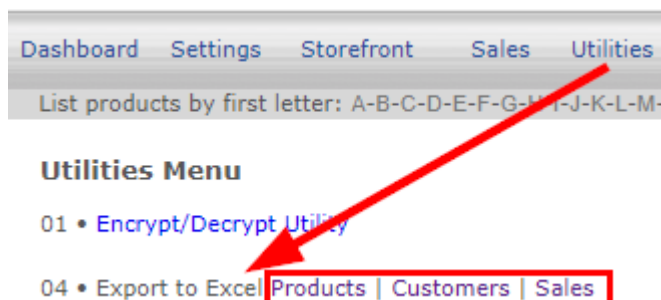 Dashboard Settings Storefront Sales Utilities
List products by first letter: A-B-C-D-E-F-G-H-I-J-K-L-M-
Utilities Menu
01 • Encrypt/Decrypt Utility
04 • Export to Excel Products | Customers | Sales